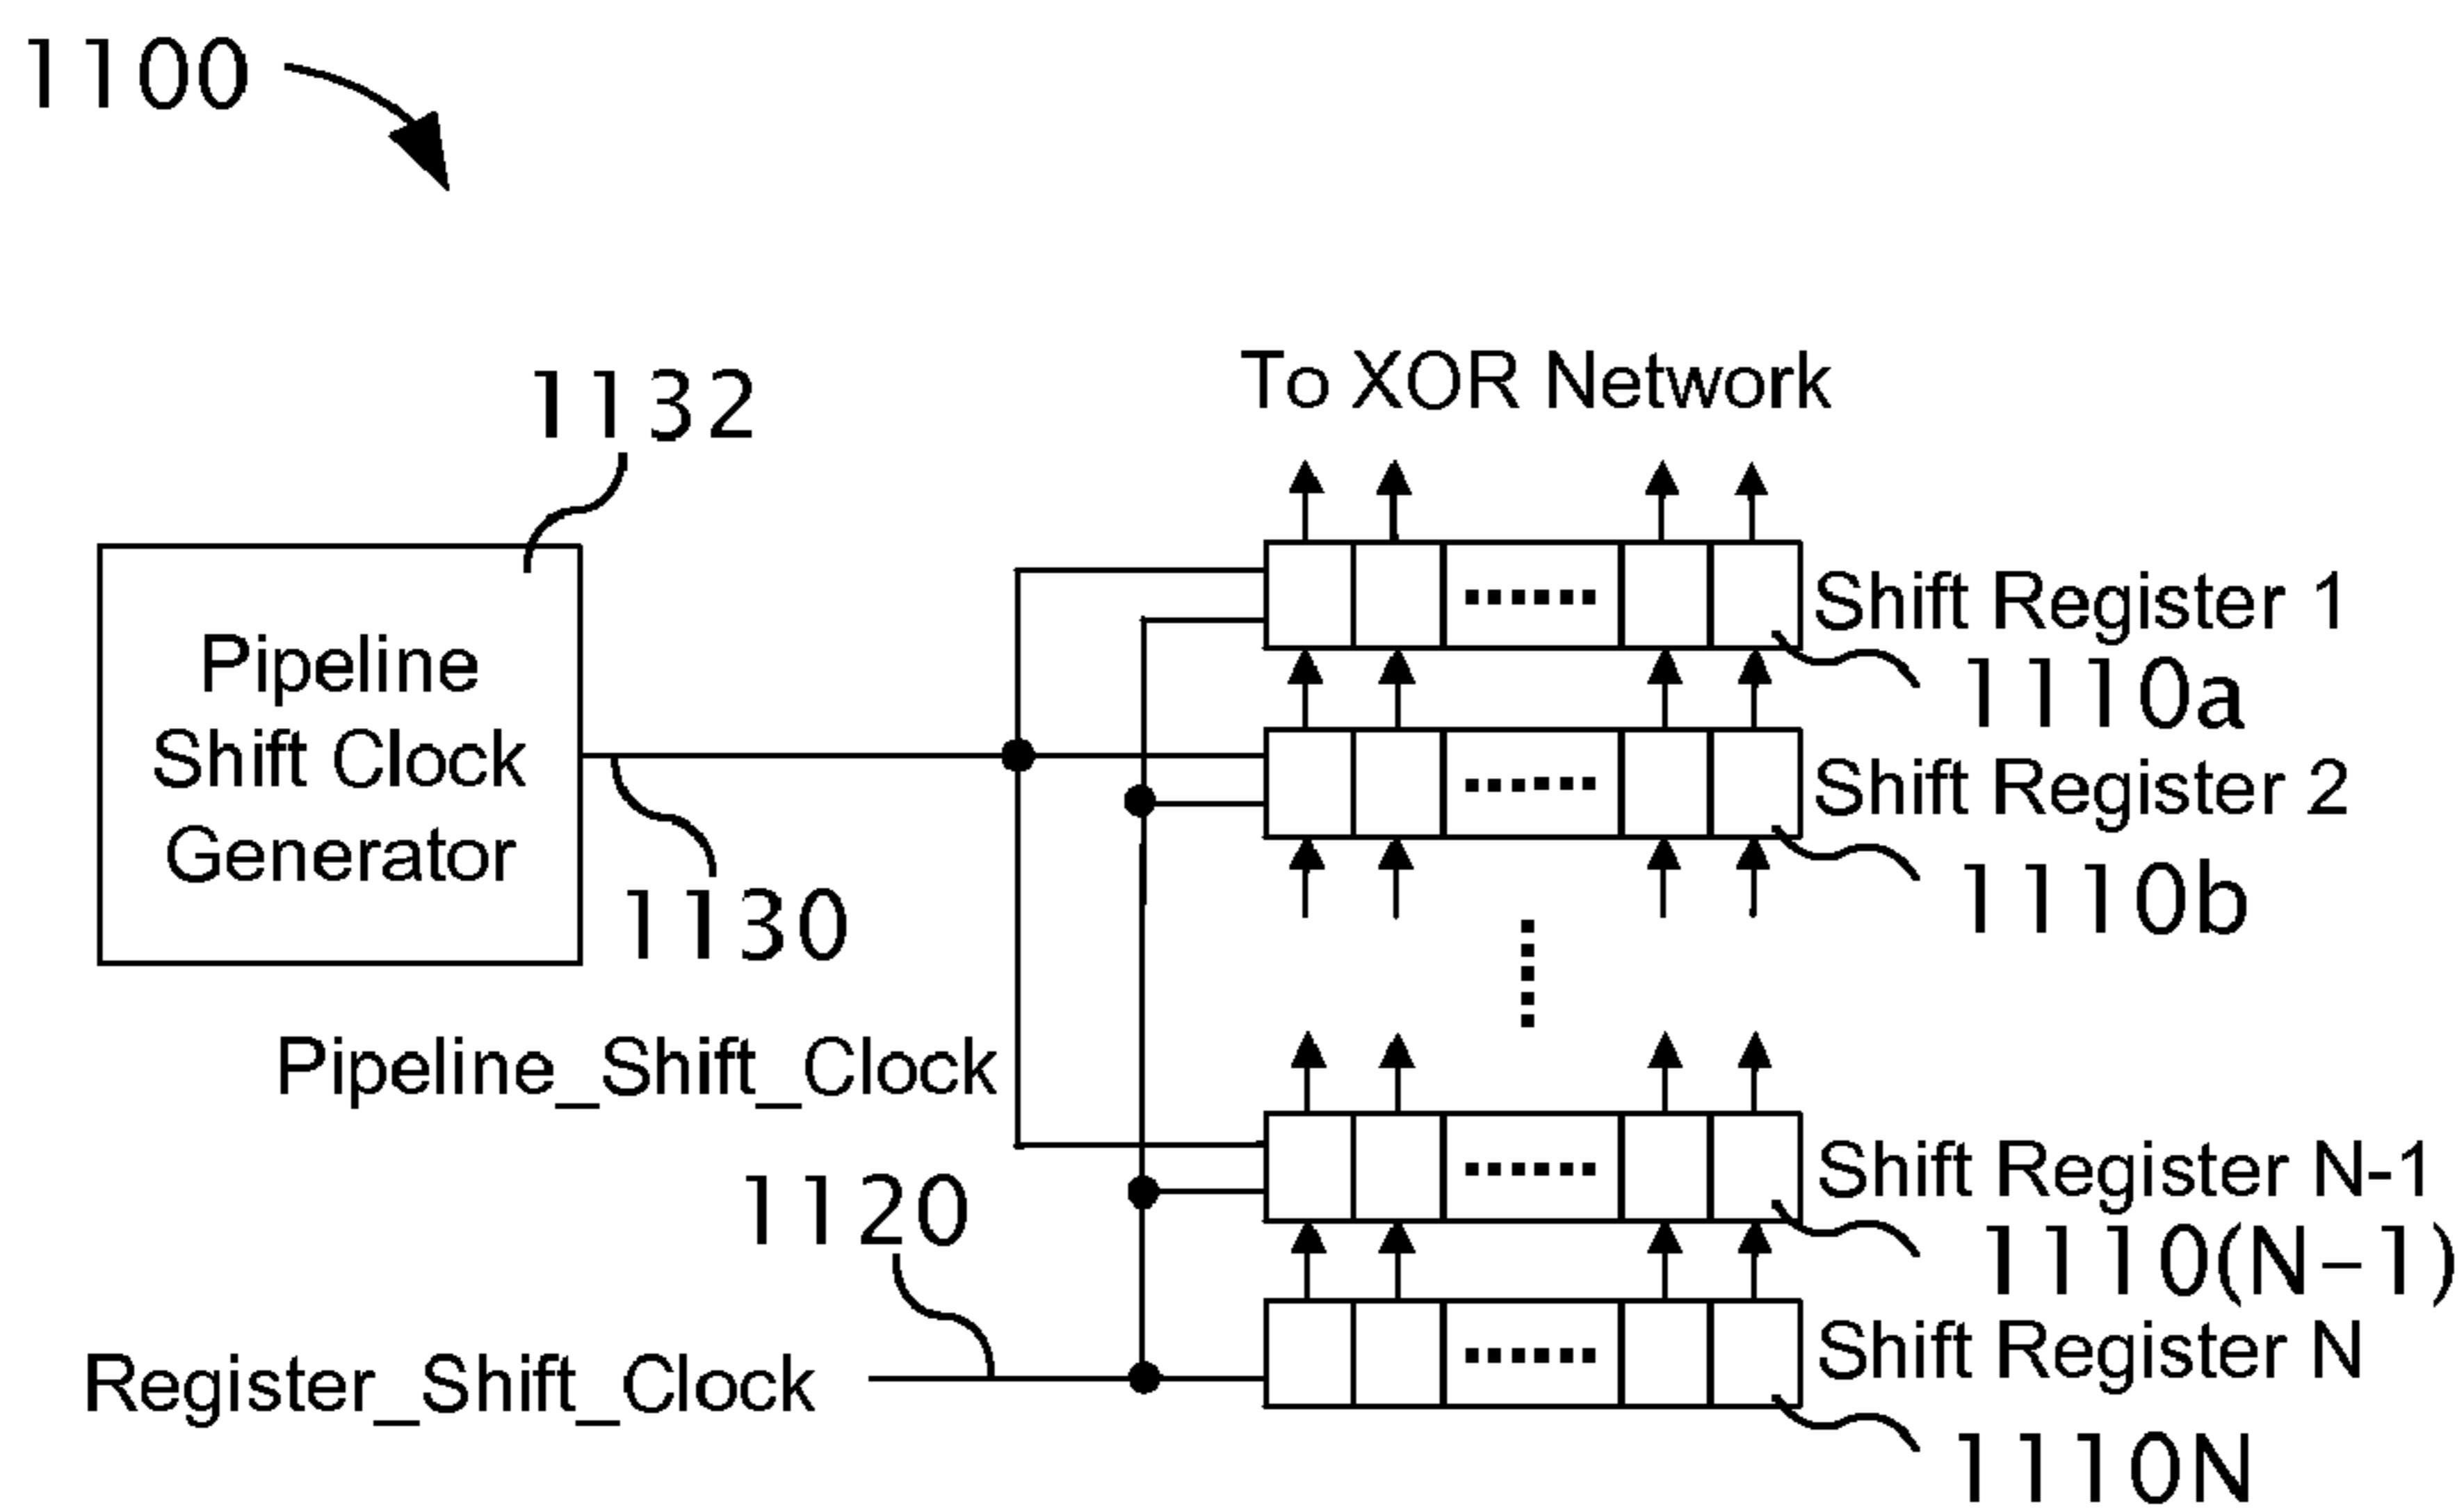 1100
1132
To XOR Network
Pipeline
Shift Clock
Generator
1130
Shift Register 1
1110a
Shift Register 2
1110b
Pipeline_Shift_Clock
1120
Shift Register N-1
1110(N-1)
Register_Shift_Clock
Shift Register N
1110N